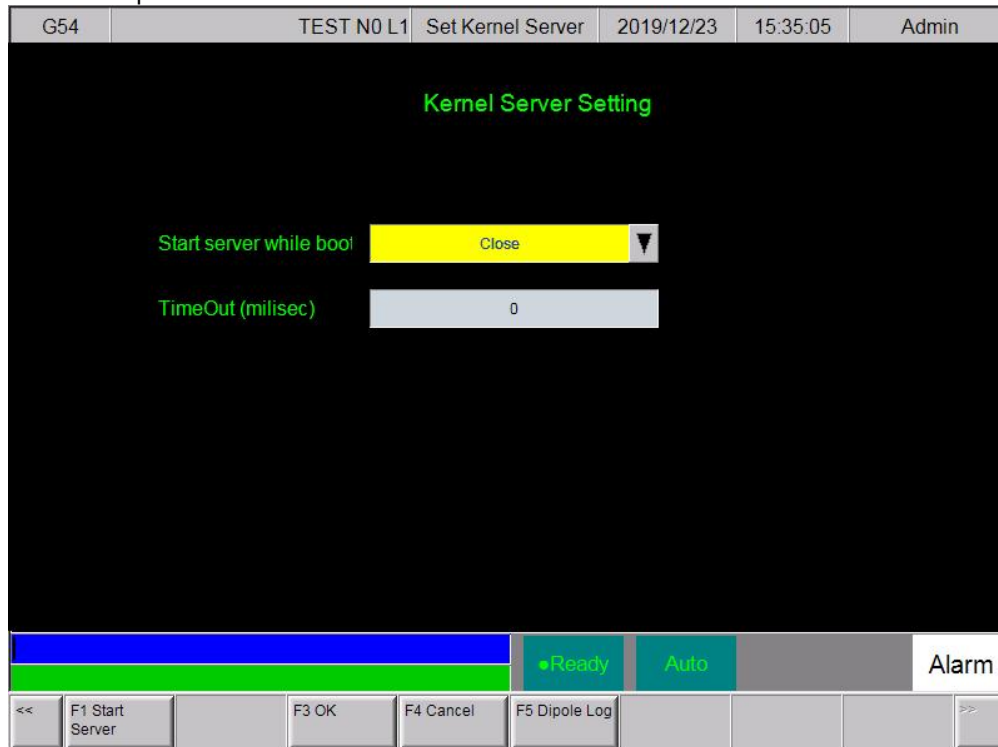 G54 TEST N0 L1 Set Kernel Server 2019/12/23 15:35:05 Admin
Kernel Server Setting
Start server while boot Close
TimeOut (milisec) 0
●Ready Auto Alarm
<< F1 Start Server F3 OK F4 Cancel F5 Dipole Log >>